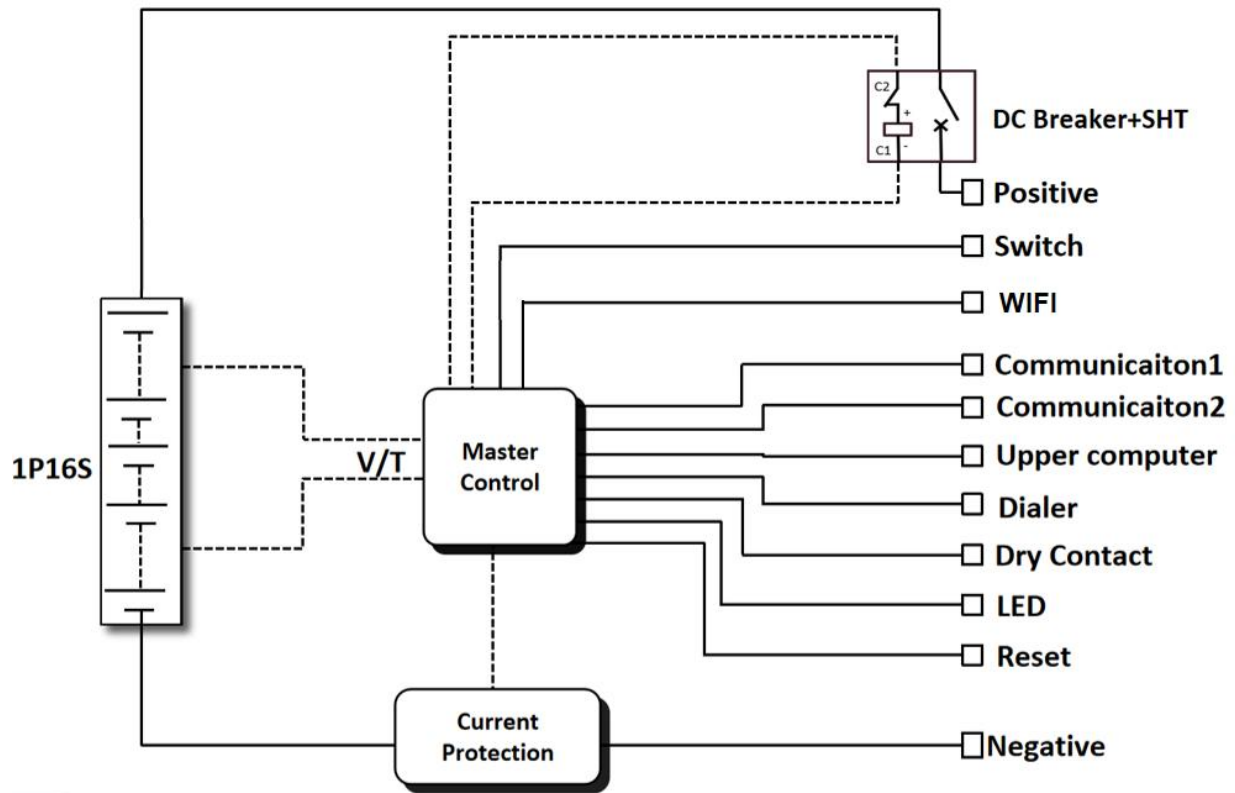 C2
+
C1 -
DC Breaker+SHT
Positive
Switch
WIFI
Communicaiton1
Communicaiton2
Upper computer
Dialer
Dry Contact
LED
Reset
Negative
1P16S
V/T
Master
Control
Current
Protection